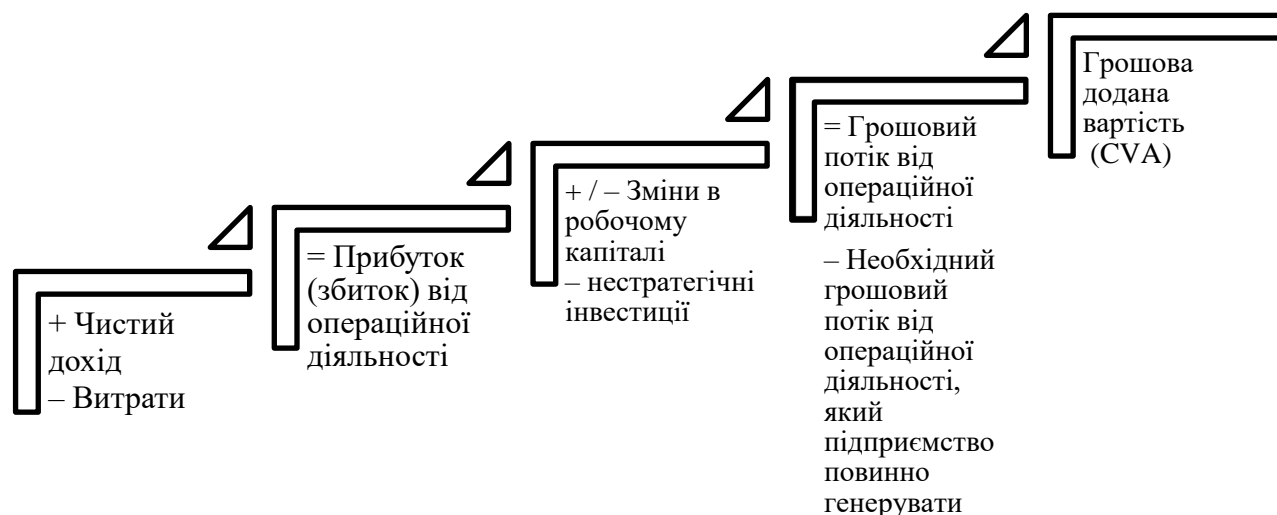 + Чистий
дохід
– Витрати
= Прибуток
(збиток) від
операційної
діяльності
+ / – Зміни в
робочому
капіталі
– нестратегічні
інвестиції
= Грошовий
потік від
операційної
діяльності
– Необхідний
грошовий
потік від
операційної
діяльності,
який
підприємство
повинно
генерувати
Грошова
додана
вартість
(CVA)